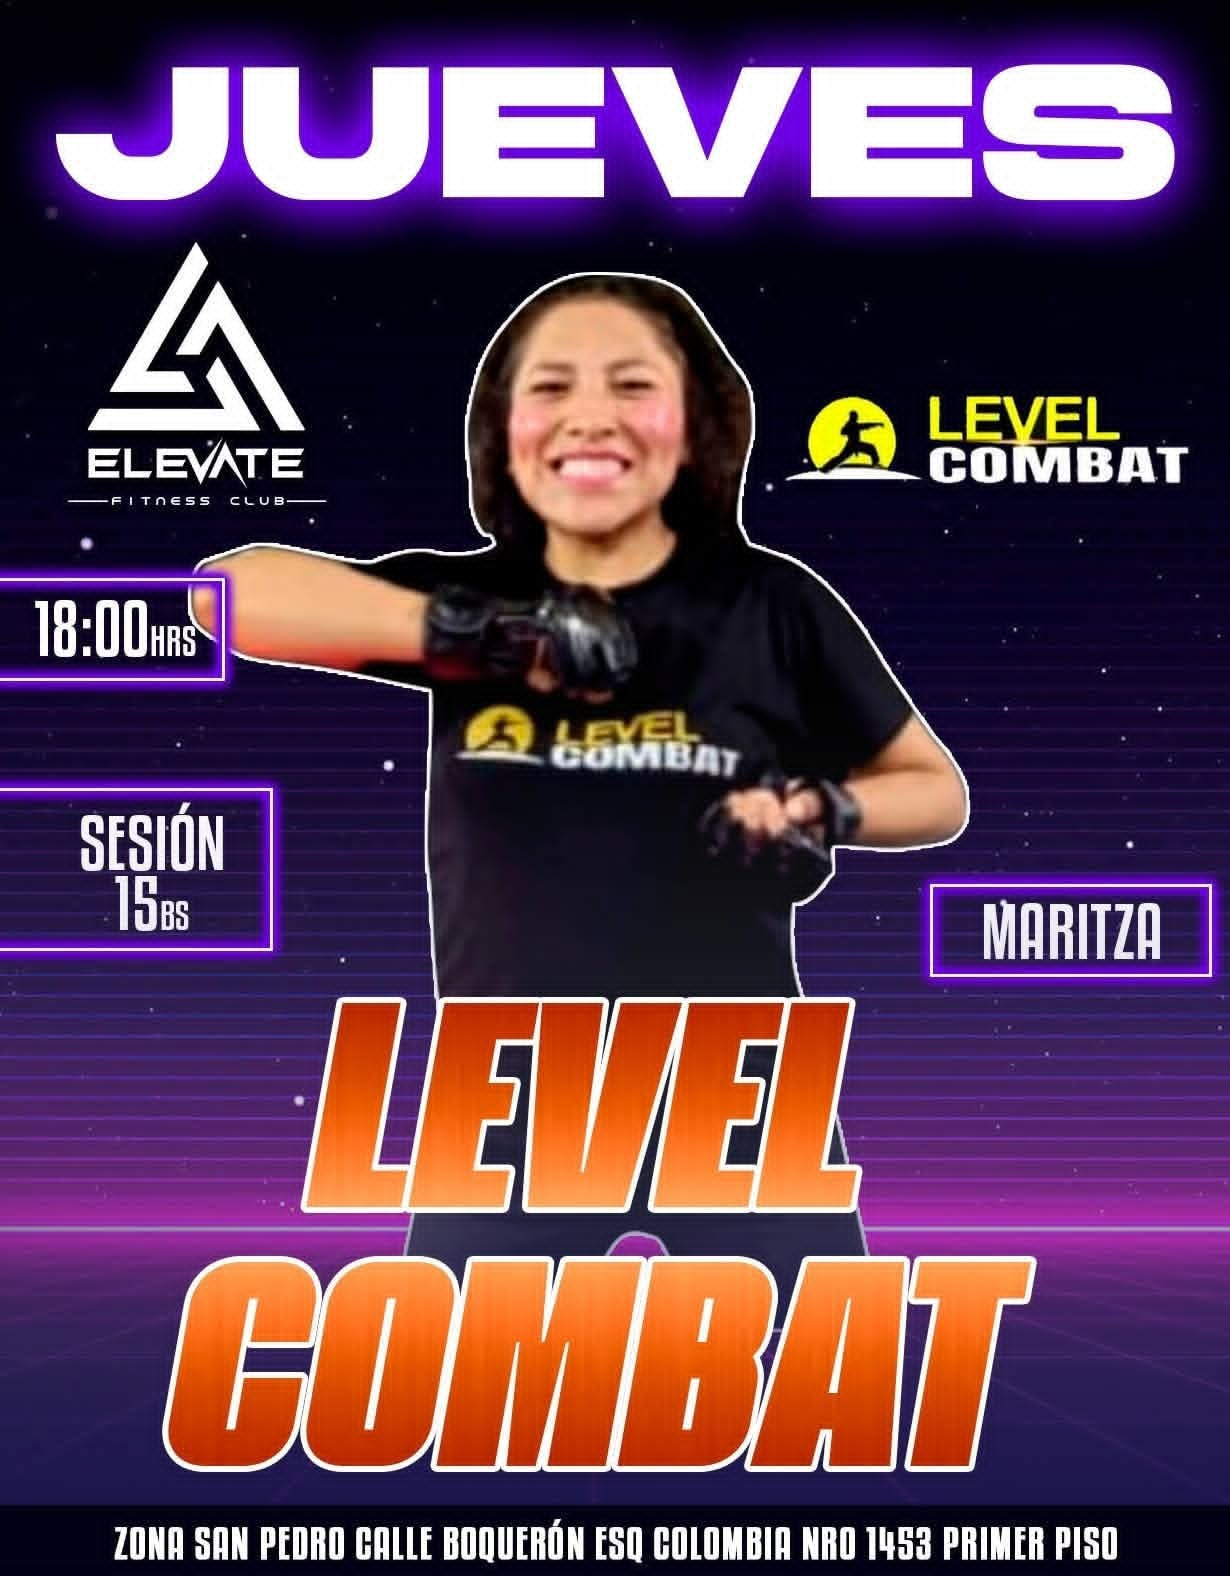 JUEVES
ELEVATE
FITNESS CLUB
LEVEL
COMBAT
18:00HRS
LEVEL
COMBAT
SESIÓN
15BS
MARITZA
LEVEL
COMBAT
ZONA SAN PEDRO CALLE BOQUERÓN ESQ COLOMBIA NRO 1453 PRIMER PISO